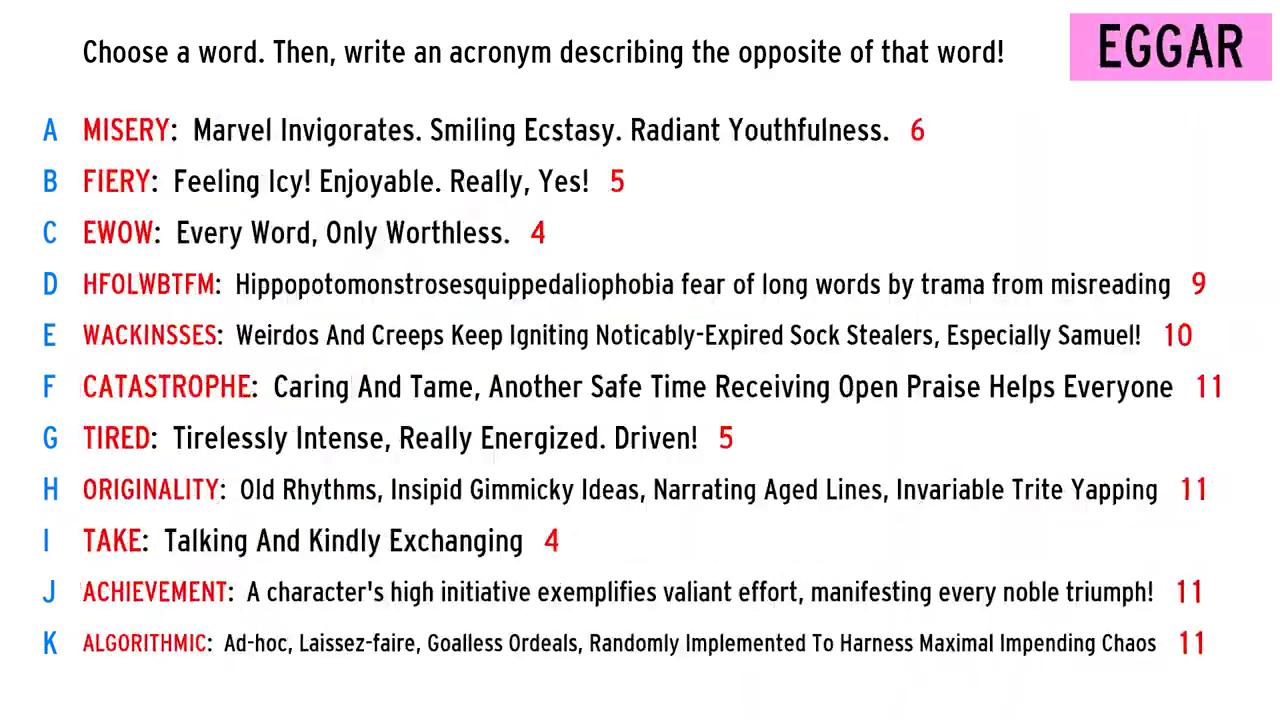 Choose a word. Then, write an acronym describing the opposite of that word!
EGGAR
A MISERY: Marvel Invigorates. Smiling Ecstasy. Radiant Youthfulness. 6
B FIERY: Feeling Icy! Enjoyable. Really, Yes! 5
C EWOW: Every Word, Only Worthless. 4
D HFOLWBTFM: Hippopotomonstrosesquippedaliophobia fear of long words by trama from misreading 9
E WACKINSSES: Weirdos And Creeps Keep Igniting Noticably-Expired Sock Stealers, Especially Samuel! 10
F CATASTROPHE: Caring And Tame, Another Safe Time Receiving Open Praise Helps Everyone 11
G TIRED: Tirelessly Intense, Really Energized. Driven! 5
H ORIGINALITY: Old Rhythms, Insipid Gimmicky Ideas, Narrating Aged Lines, Invariable Trite Yapping 11
I TAKE: Talking And Kindly Exchanging 4
J ACHIEVEMENT: A character's high initiative exemplifies valiant effort, manifesting every noble triumph! 11
K ALGORITHMIC: Ad-hoc, Laissez-faire, Goalless Ordeals, Randomly Implemented To Harness Maximal Impending Chaos 11